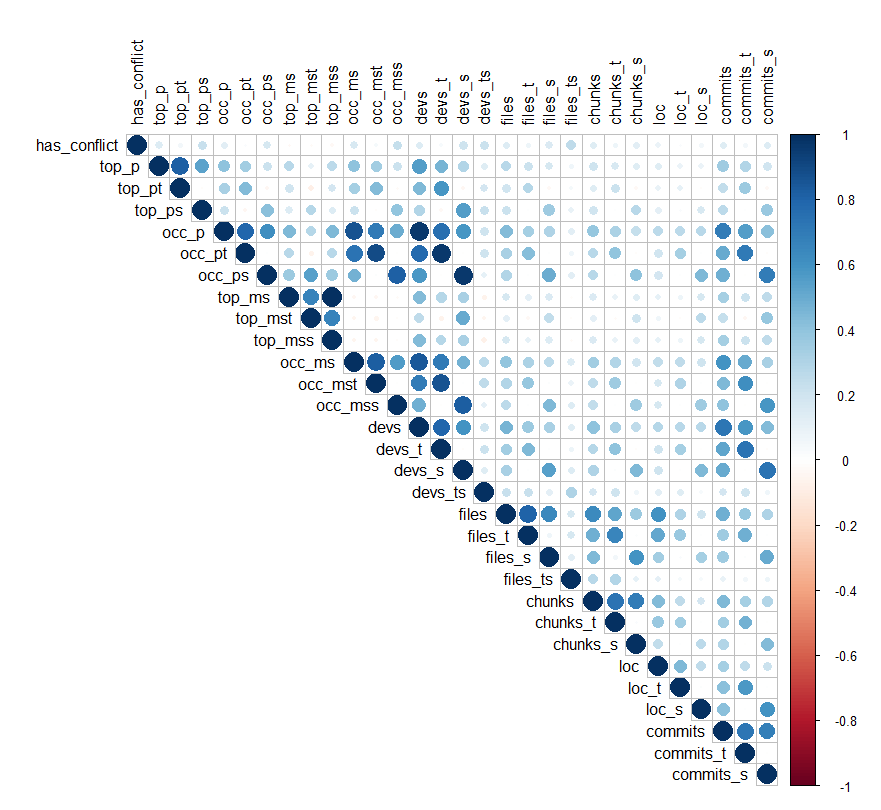 has_conflict
top_p
top_pt
top_ps
occ_p
occ_pt
occ_ps
top_ms
top_mst
top_mss
occ_ms
occ_mst
occ_mss
devs
devs_t
devs_s
devs_ts
files
files_t
files_s
files_ts
chunks
chunks_t
chunks_s
loc
loc_t
loc_s
commits
commits_t
commits_s
has_conflict
top_p
top_pt
top_ps
occ_p
occ_pt
occ_ps
top_ms
top_mst
top_mss
occ_ms
occ_mst
occ_mss
devs
devs_t
devs_s
devs_ts
files
files_t
files_s
files_ts
chunks
chunks_t
chunks_s
loc
loc_t
loc_s
commits
commits_t
commits_s
1
0.8
0.6
0.4
0.2
0
-0.2
-0.4
-0.6
-0.8
-1